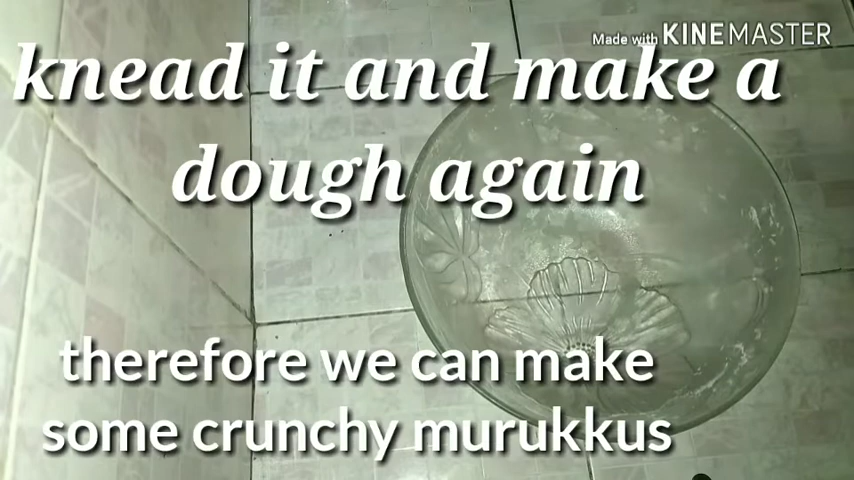 Made with KINEMASTER
knead it and make a
dough again
therefore we can make
some crunchy murukkus